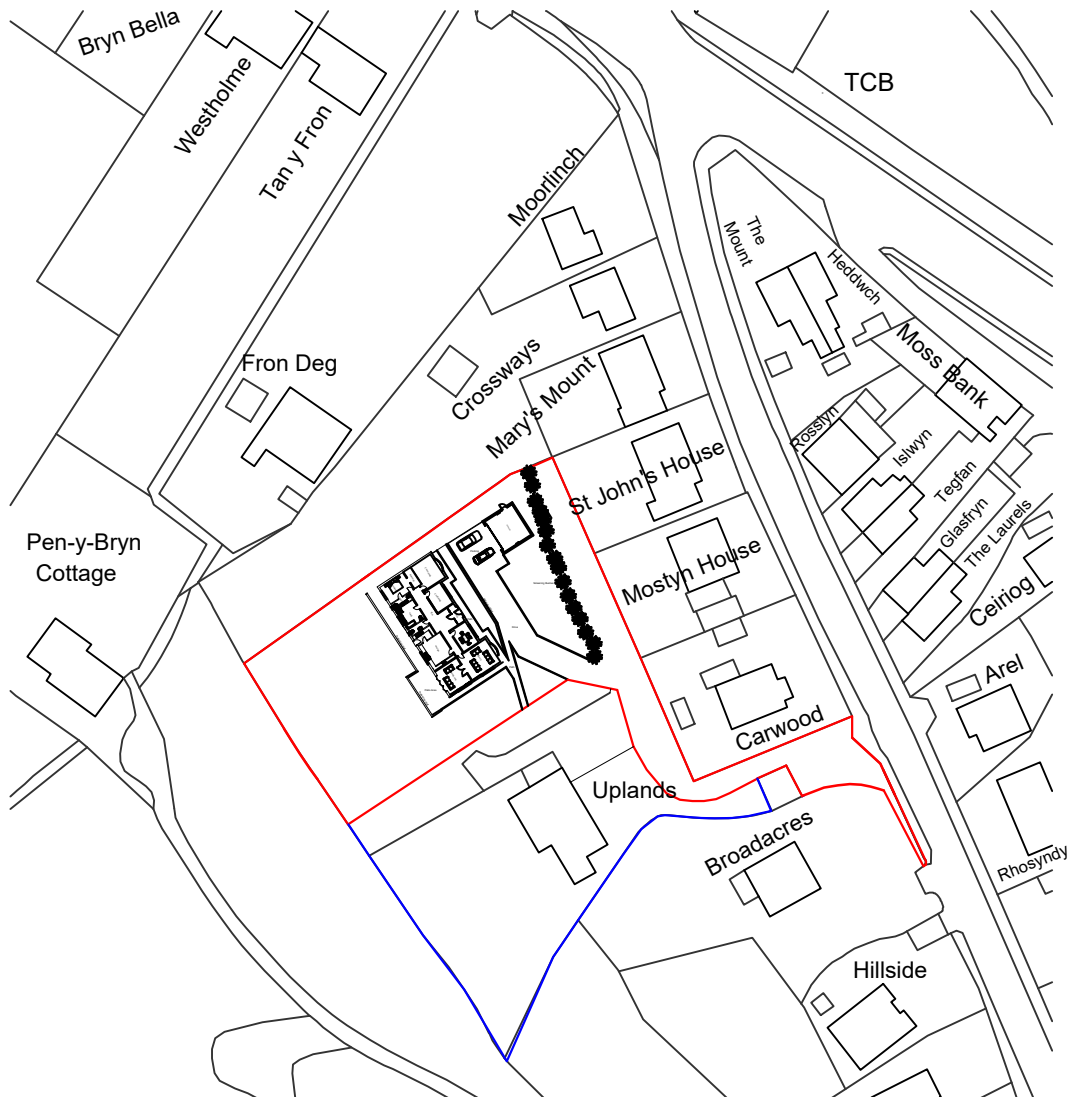 Bryn Bella
Westholme
Tan y Fron
TCB
Moorlinch
The
Mount
Heddwch
Fron Deg
Crossways
Mary's Mount
Moss Bank
Rosslyn
Islwyn
St John's House
Tegfan
Glasfryn
The Laurels
Pen-y-Bryn
Cottage
Mostyn House
Ceiriog
Arel
Carwood
Uplands
Broadacres
Rhosyndy
Hillside